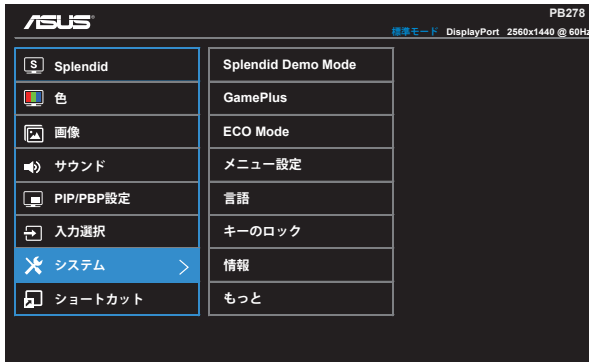 ASUS
PB278
標準モード DisplayPort 2560x1440 @ 60Hz
S Splendid
色
画像
サウンド
PIP/PBP設定
入力選択
システム
ショートカット
Splendid Demo Mode
GamePlus
ECO Mode
メニュー設定
言語
キーのロック
情報
もっと